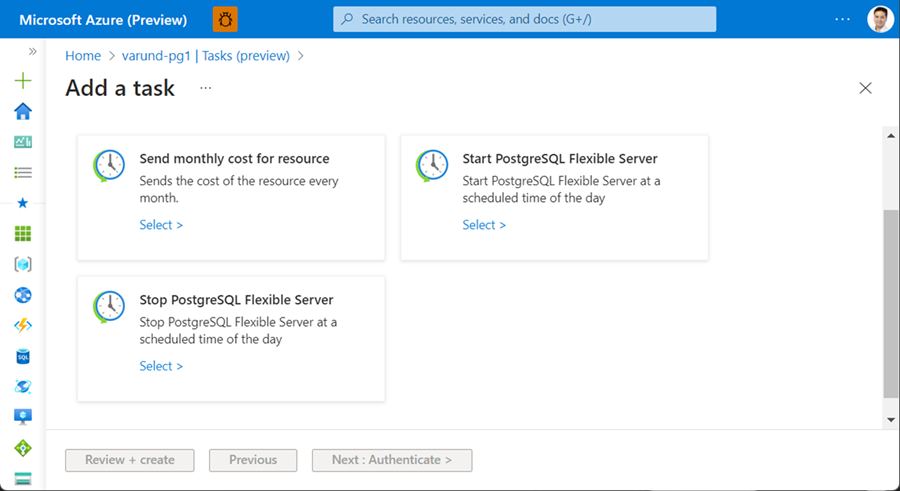 Microsoft Azure (Preview)
Search resources, services, and docs (G+/)
Home > varund-pg1 | Tasks (preview) >
Add a task
Send monthly cost for resource
Sends the cost of the resource every
month.
Select >
Start PostgreSQL Flexible Server
Start PostgreSQL Flexible Server at a
scheduled time of the day
Select >
Stop PostgreSQL Flexible Server
Stop PostgreSQL Flexible Server at a
scheduled time of the day
Select >
SQL
Review + create
Previous
Next : Authenticate >